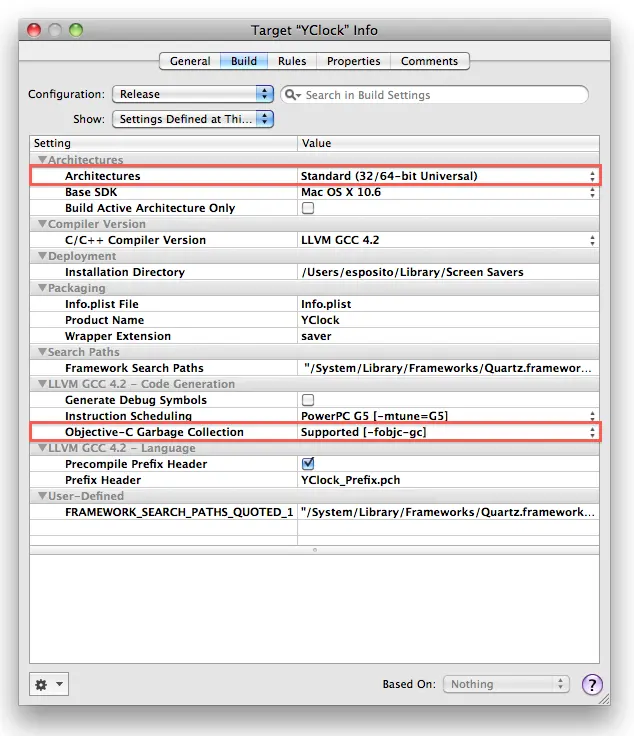 Target “YClock” Info
General Build Rules Properties Comments
Configuration: Release Search in Build Settings
Show: Settings Defined at Thi...
Setting Value
Architectures
Architectures Standard (32/64-bit Universal)
Base SDK Mac OS X 10.6
Build Active Architecture Only
Compiler Version
C/C++ Compiler Version LLVM GCC 4.2
Deployment
Installation Directory /Users/esposito/Library/Screen Savers
Packaging
Info.plist File Info.plist
Product Name YClock
Wrapper Extension saver
Search Paths
Framework Search Paths "/System/Library/Frameworks/Quartz.framewor...
LLVM GCC 4.2 - Code Generation
Generate Debug Symbols
Instruction Scheduling PowerPC G5 [-mtune=G5]
Objective-C Garbage Collection Supported [-fobjc-gc]
LLVM GCC 4.2 - Language
Precompile Prefix Header
Prefix Header YClock_Prefix.pch
User-Defined
FRAMEWORK_SEARCH_PATHS_QUOTED_1 "/System/Library/Frameworks/Quartz.framework...
Based On: Nothing ?